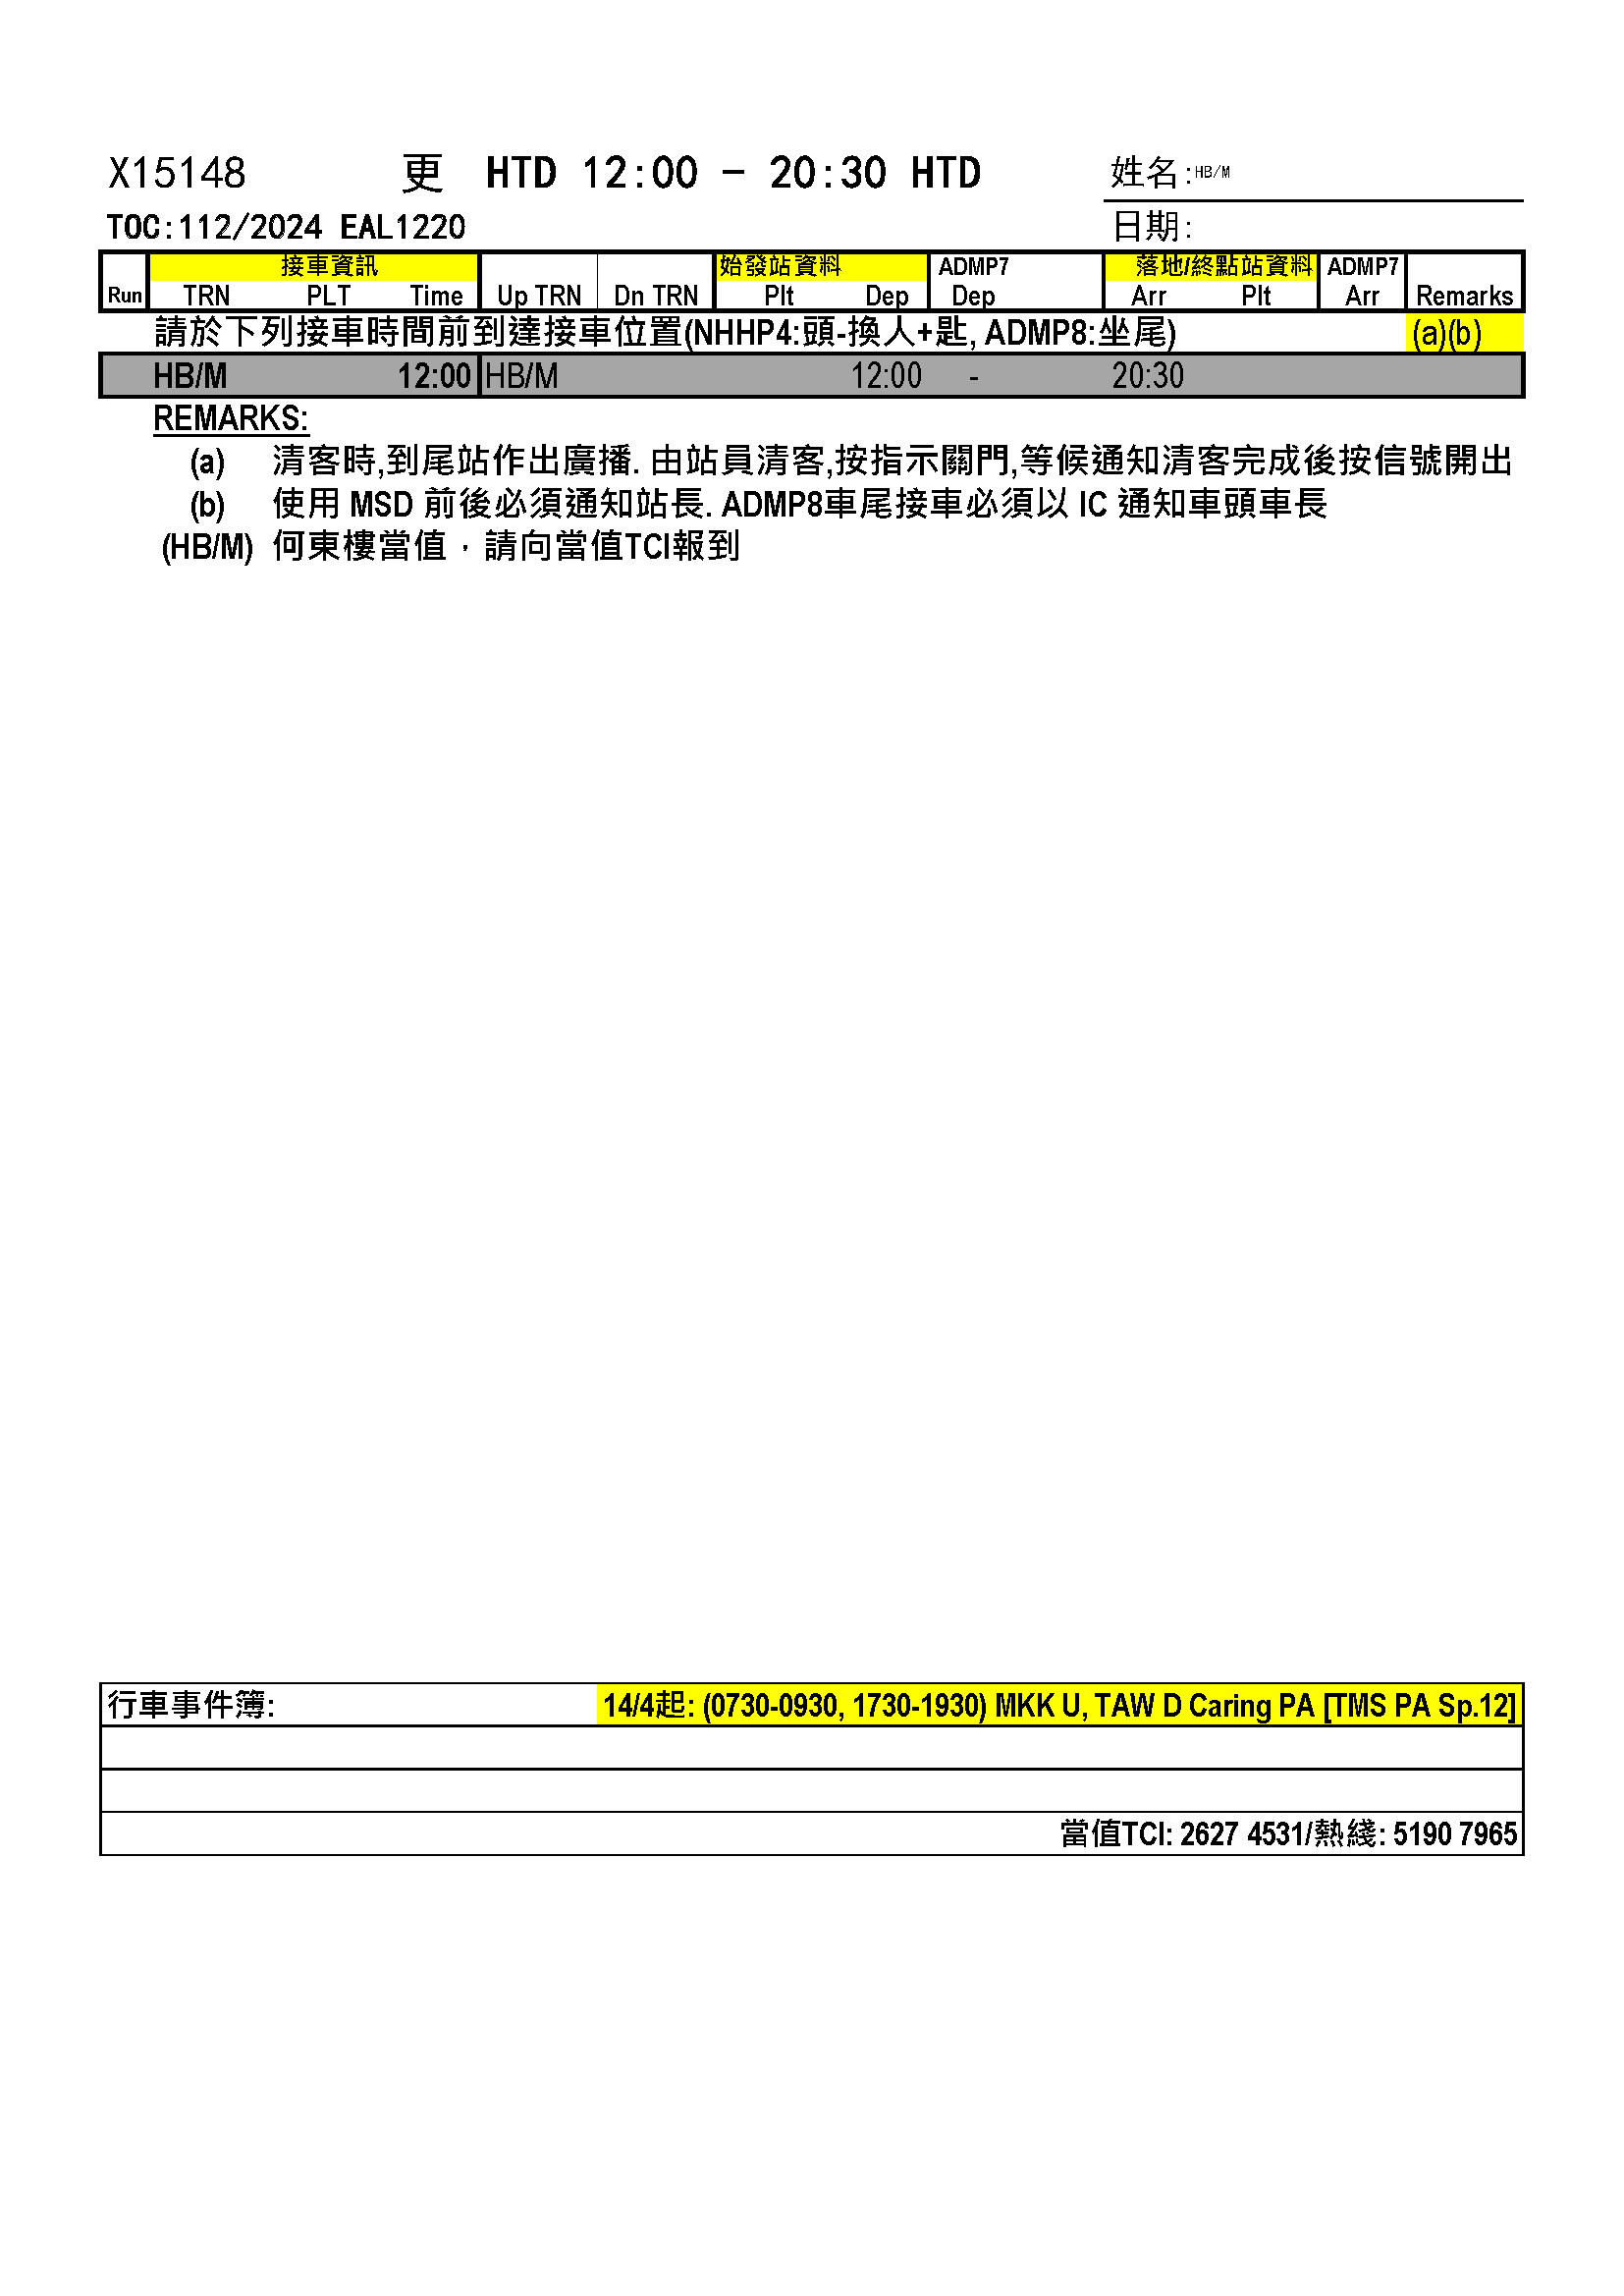 X15148 更 HTD 12:00 - 20:30 HTD 姓名:HB/M
TOC:112/2024 EAL1220 日期:
接車資訊 始發站資料 ADMP7 落地/終點站資料 ADMP7
Run TRN PLT Time Up TRN Dn TRN Plt Dep Dep Arr Plt Arr Remarks
請於下列接車時間前到達接車位置(NHHP4:頭-換人+匙, ADMP8:坐尾) (a)(b)
HB/M 12:00 HB/M 12:00 - 20:30
REMARKS:
(a) 清客時,到尾站作出廣播. 由站員清客,按指示關門,等候通知清客完成後按信號開出
(b) 使用 MSD 前後必須通知站長. ADMP8車尾接車必須以 IC 通知車頭車長
(HB/M) 何東樓當值，請向當值TCI報到
行車事件簿: 14/4起: (0730-0930, 1730-1930) MKK U, TAW D Caring PA [TMS PA Sp.12]
當值TCI: 2627 4531/熱綫: 5190 7965